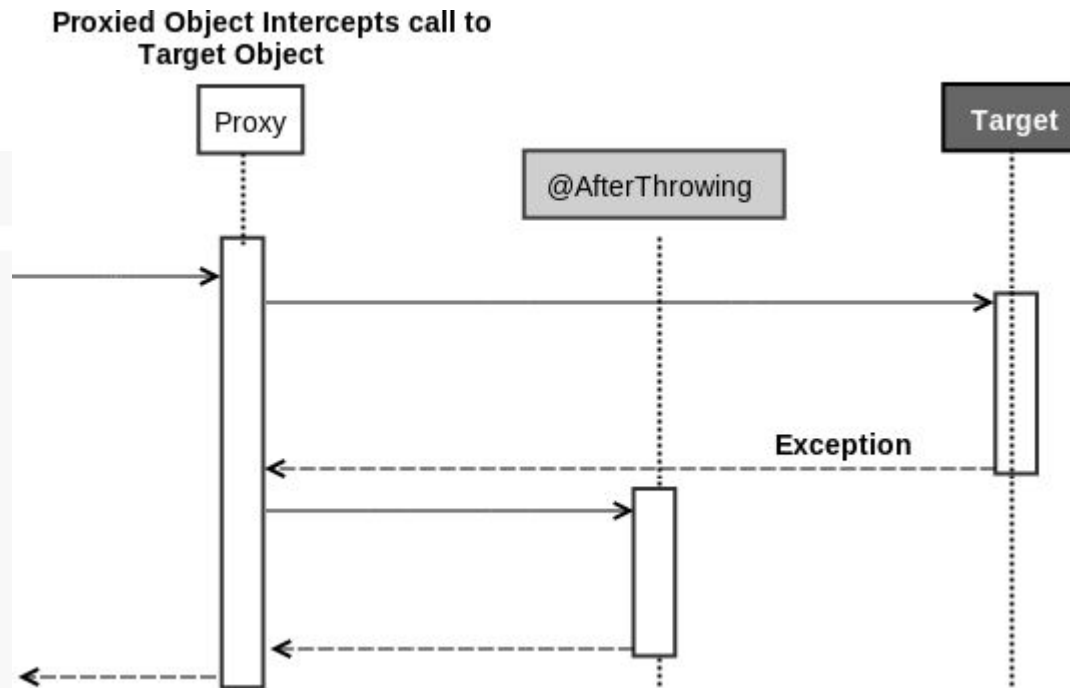 Proxied Object Intercepts call to
Target Object
Proxy
Target
@AfterThrowing
Exception